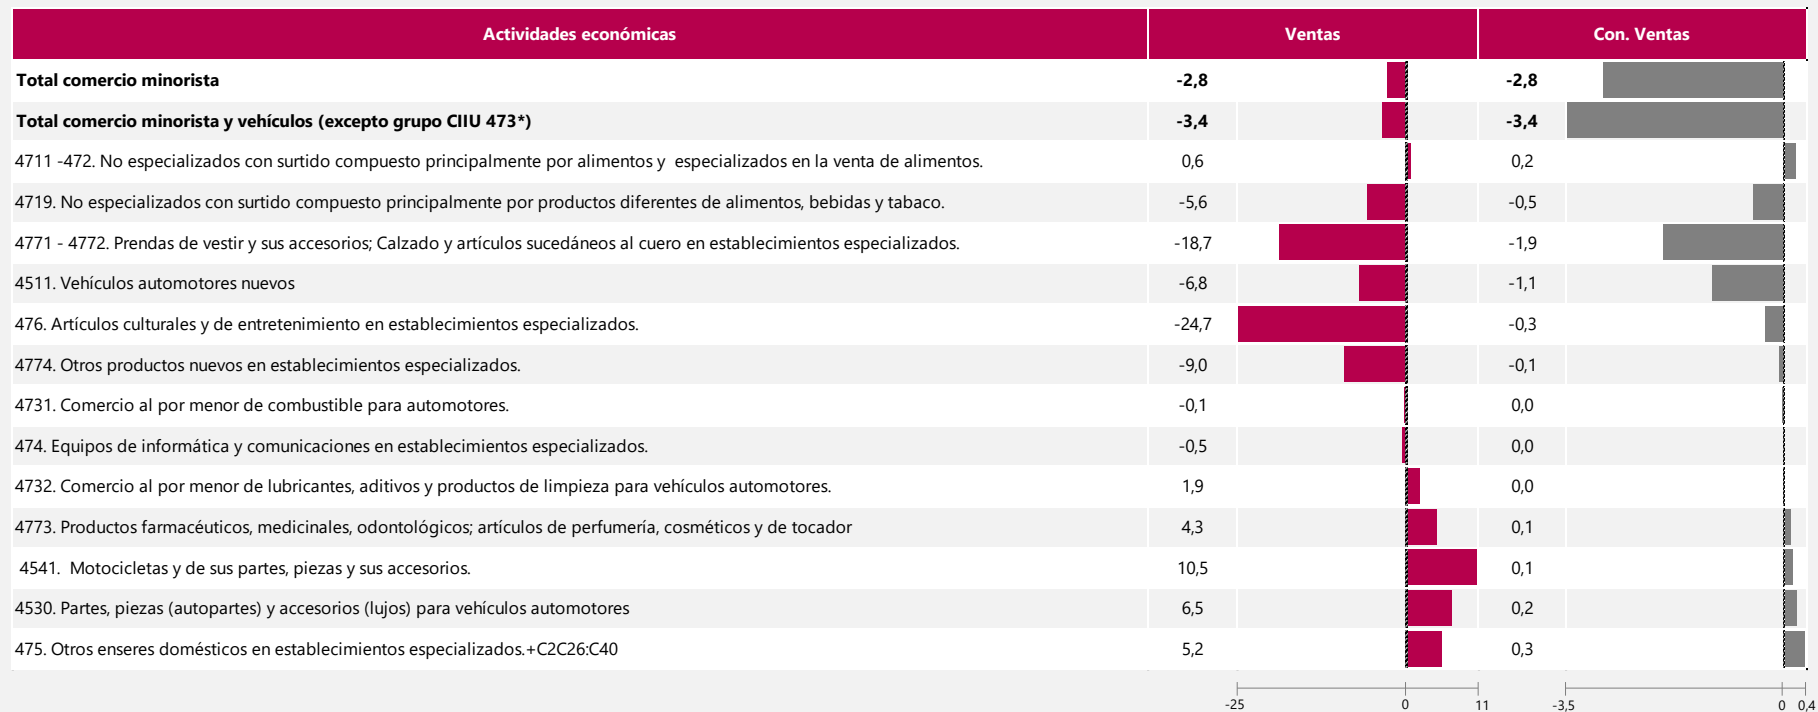 Actividades económicas Ventas Con. Ventas
Total comercio minorista -2,8 -2,8
Total comercio minorista y vehículos (excepto grupo CIIU 473*) -3,4 -3,4
4711 -472. No especializados con surtido compuesto principalmente por alimentos y  especializados en la venta de alimentos. 0,6 0,2
4719. No especializados con surtido compuesto principalmente por productos diferentes de alimentos, bebidas y tabaco. -5,6 -0,5
4771 - 4772. Prendas de vestir y sus accesorios; Calzado y artículos sucedáneos al cuero en establecimientos especializados. -18,7 -1,9
4511. Vehículos automotores nuevos -6,8 -1,1
476. Artículos culturales y de entretenimiento en establecimientos especializados. -24,7 -0,3
4774. Otros productos nuevos en establecimientos especializados. -9,0 -0,1
4731. Comercio al por menor de combustible para automotores. -0,1 0,0
474. Equipos de informática y comunicaciones en establecimientos especializados. -0,5 0,0
4732. Comercio al por menor de lubricantes, aditivos y productos de limpieza para vehículos automotores. 1,9 0,0
4773. Productos farmacéuticos, medicinales, odontológicos; artículos de perfumería, cosméticos y de tocador 4,3 0,1
4541.  Motocicletas y de sus partes, piezas y sus accesorios. 10,5 0,1
4530. Partes, piezas (autopartes) y accesorios (lujos) para vehículos automotores 6,5 0,2
475. Otros enseres domésticos en establecimientos especializados.+C2C26:C40 5,2 0,3
-25 0 11 -3,5 0 0,4